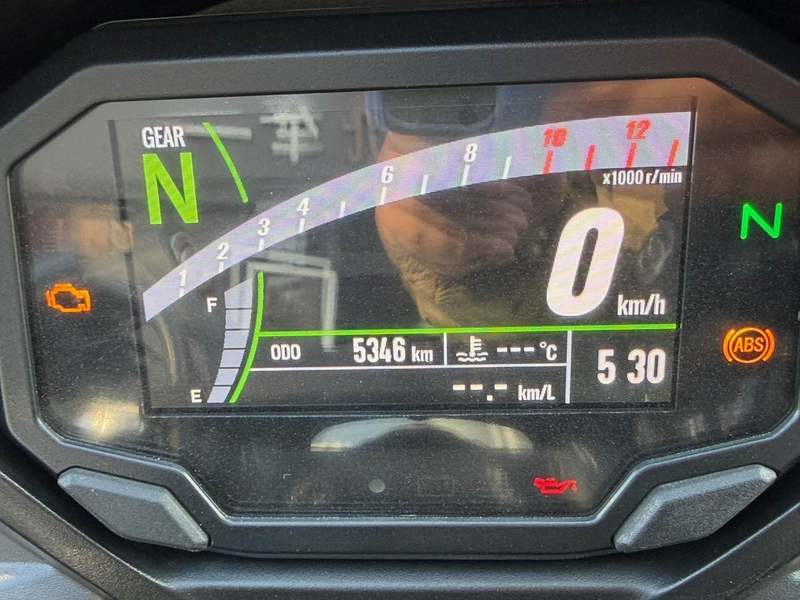 GEAR
N
1 2 3 4 6 8 10 12
x1000 r/min
N
0 km/h
F
E
ODO 5346 km ---°C
--.- km/L
5 30
ABS